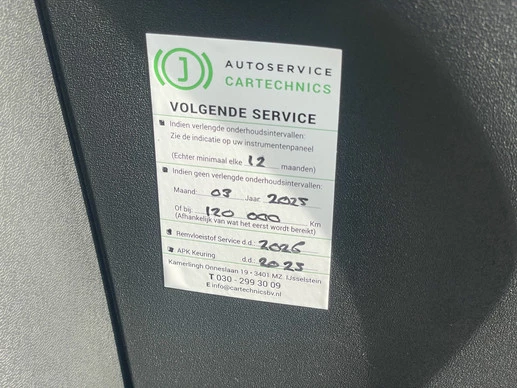 J AUTOSERVICE
CARTECHNICS
VOLGENDE SERVICE
Indien verlengde onderhoudsintervallen:
Zie de indicatie op uw instrumentenpaneel
(Echter minimaal elke 12 maanden)
Indien geen verlengde onderhoudsintervallen:
Maand: 03 Jaar: 2025
Of bij: 120 000 Km
(Afhankelijk van wat het eerst wordt bereikt)
Remvloeistof Service d.d.: 2026
APK Keuring d.d.: 2025
Kamerlingh Onneslaan 19 • 3401 MZ IJsselstein
T 030 - 299 30 09
E info@cartechnicsbv.nl